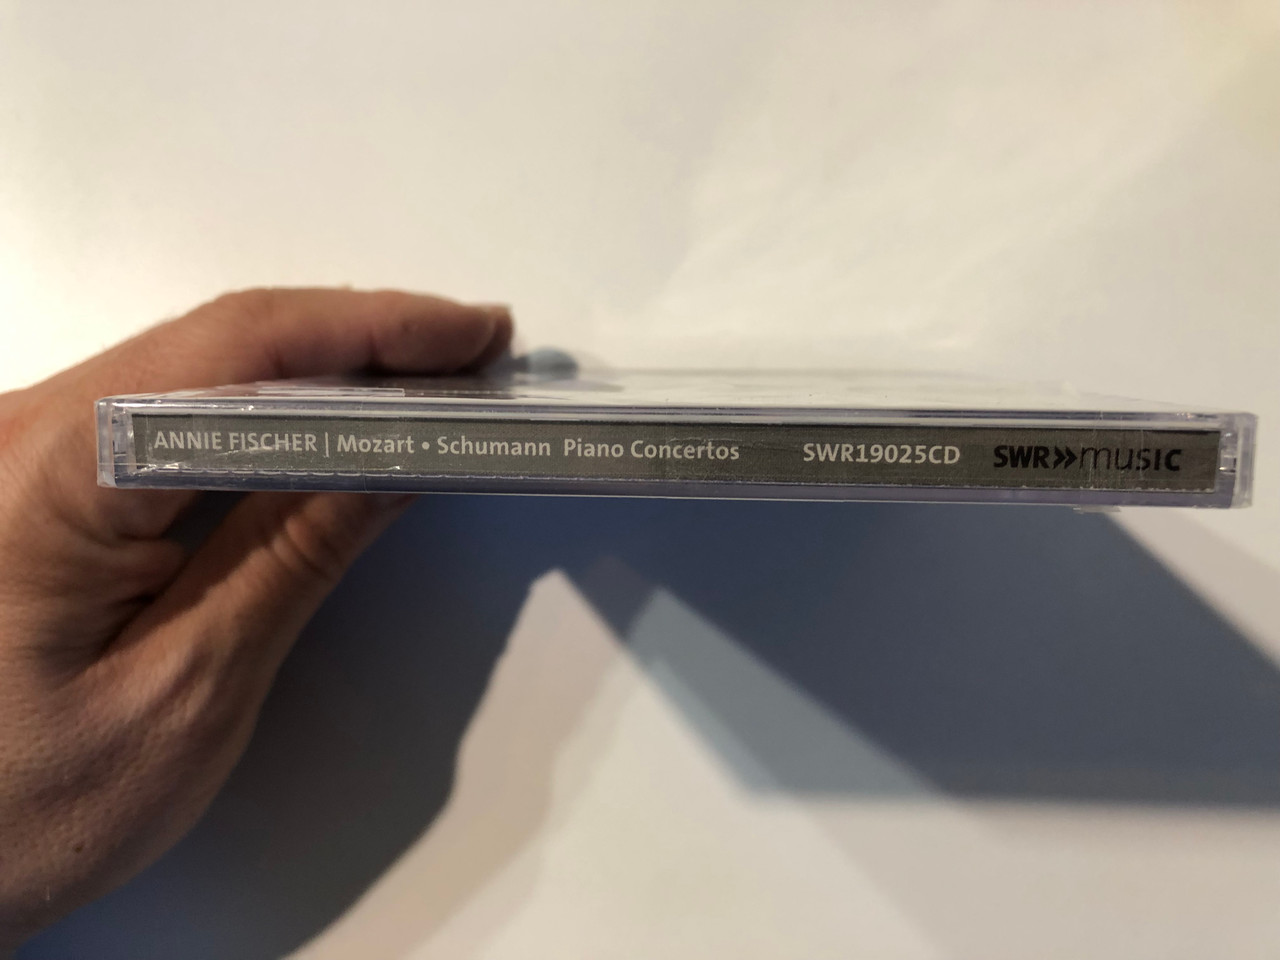 ANNIE FISCHER | Mozart • Schumann Piano Concertos SWR19025CD SWR»music